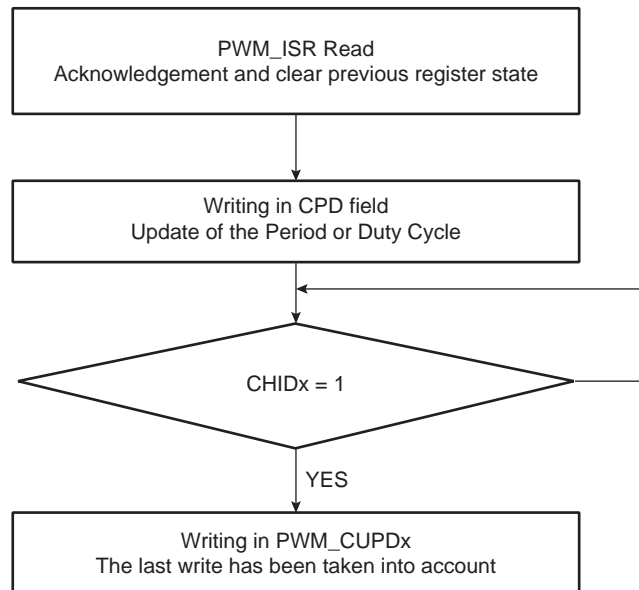 PWM_ISR Read
Acknowledgement and clear previous register state
Writing in CPD field
Update of the Period or Duty Cycle
CHIDx = 1
YES
Writing in PWM_CUPDx
The last write has been taken into account